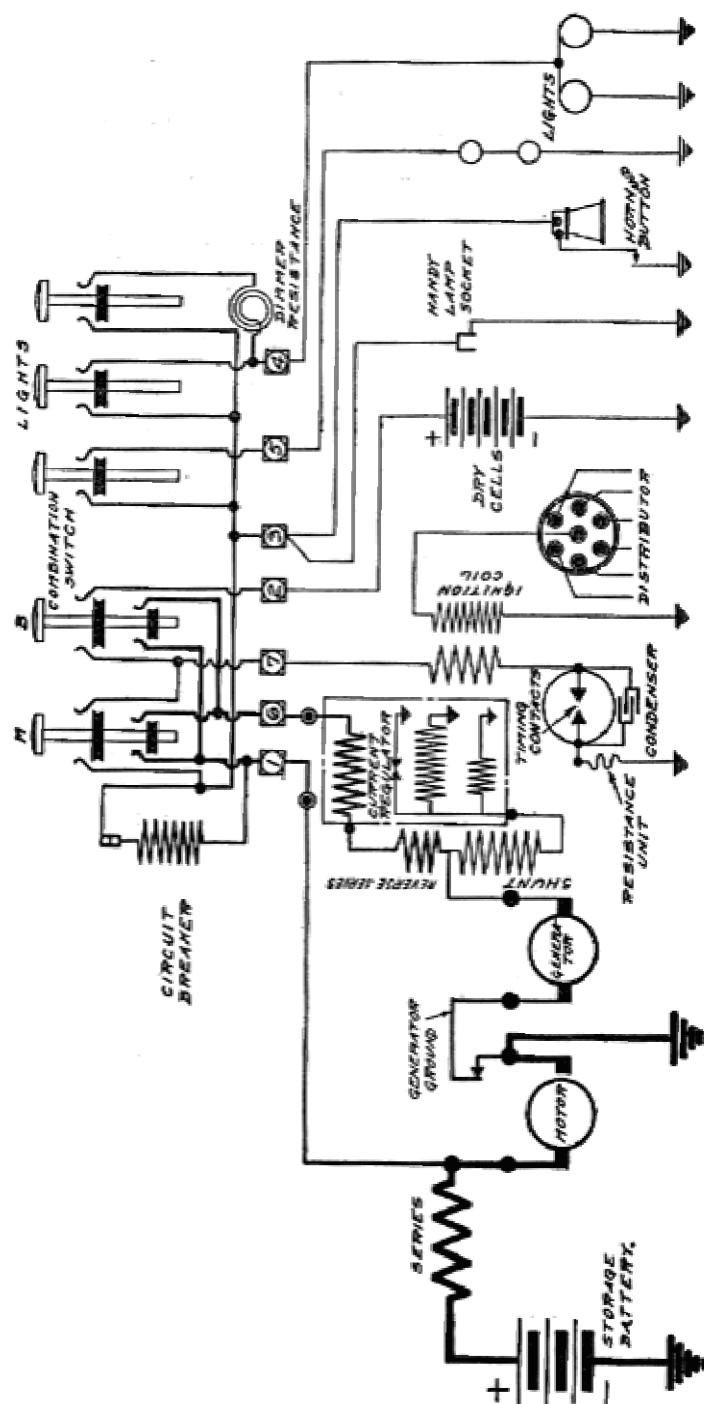 LIGHTS
COMBINATION
SWITCH
B
M
CIRCUIT
BREAKER
DIMMER
RESISTANCE
4
5
3
2
7
6
1
LIGHTS
HORN &
BUTTON
HANDY
LAMP
SOCKET
+
-
DRY
CELLS
IGNITION
COIL
DISTRIBUTOR
TIMING
CONTACTS
CONDENSER
RESISTANCE
UNIT
CURRENT
REGULATOR
REVERSE SERIES
SHUNT
GENERA
TOR
GENERATOR
GROUND
MOTOR
SERIES
+
-
STORAGE
BATTERY.